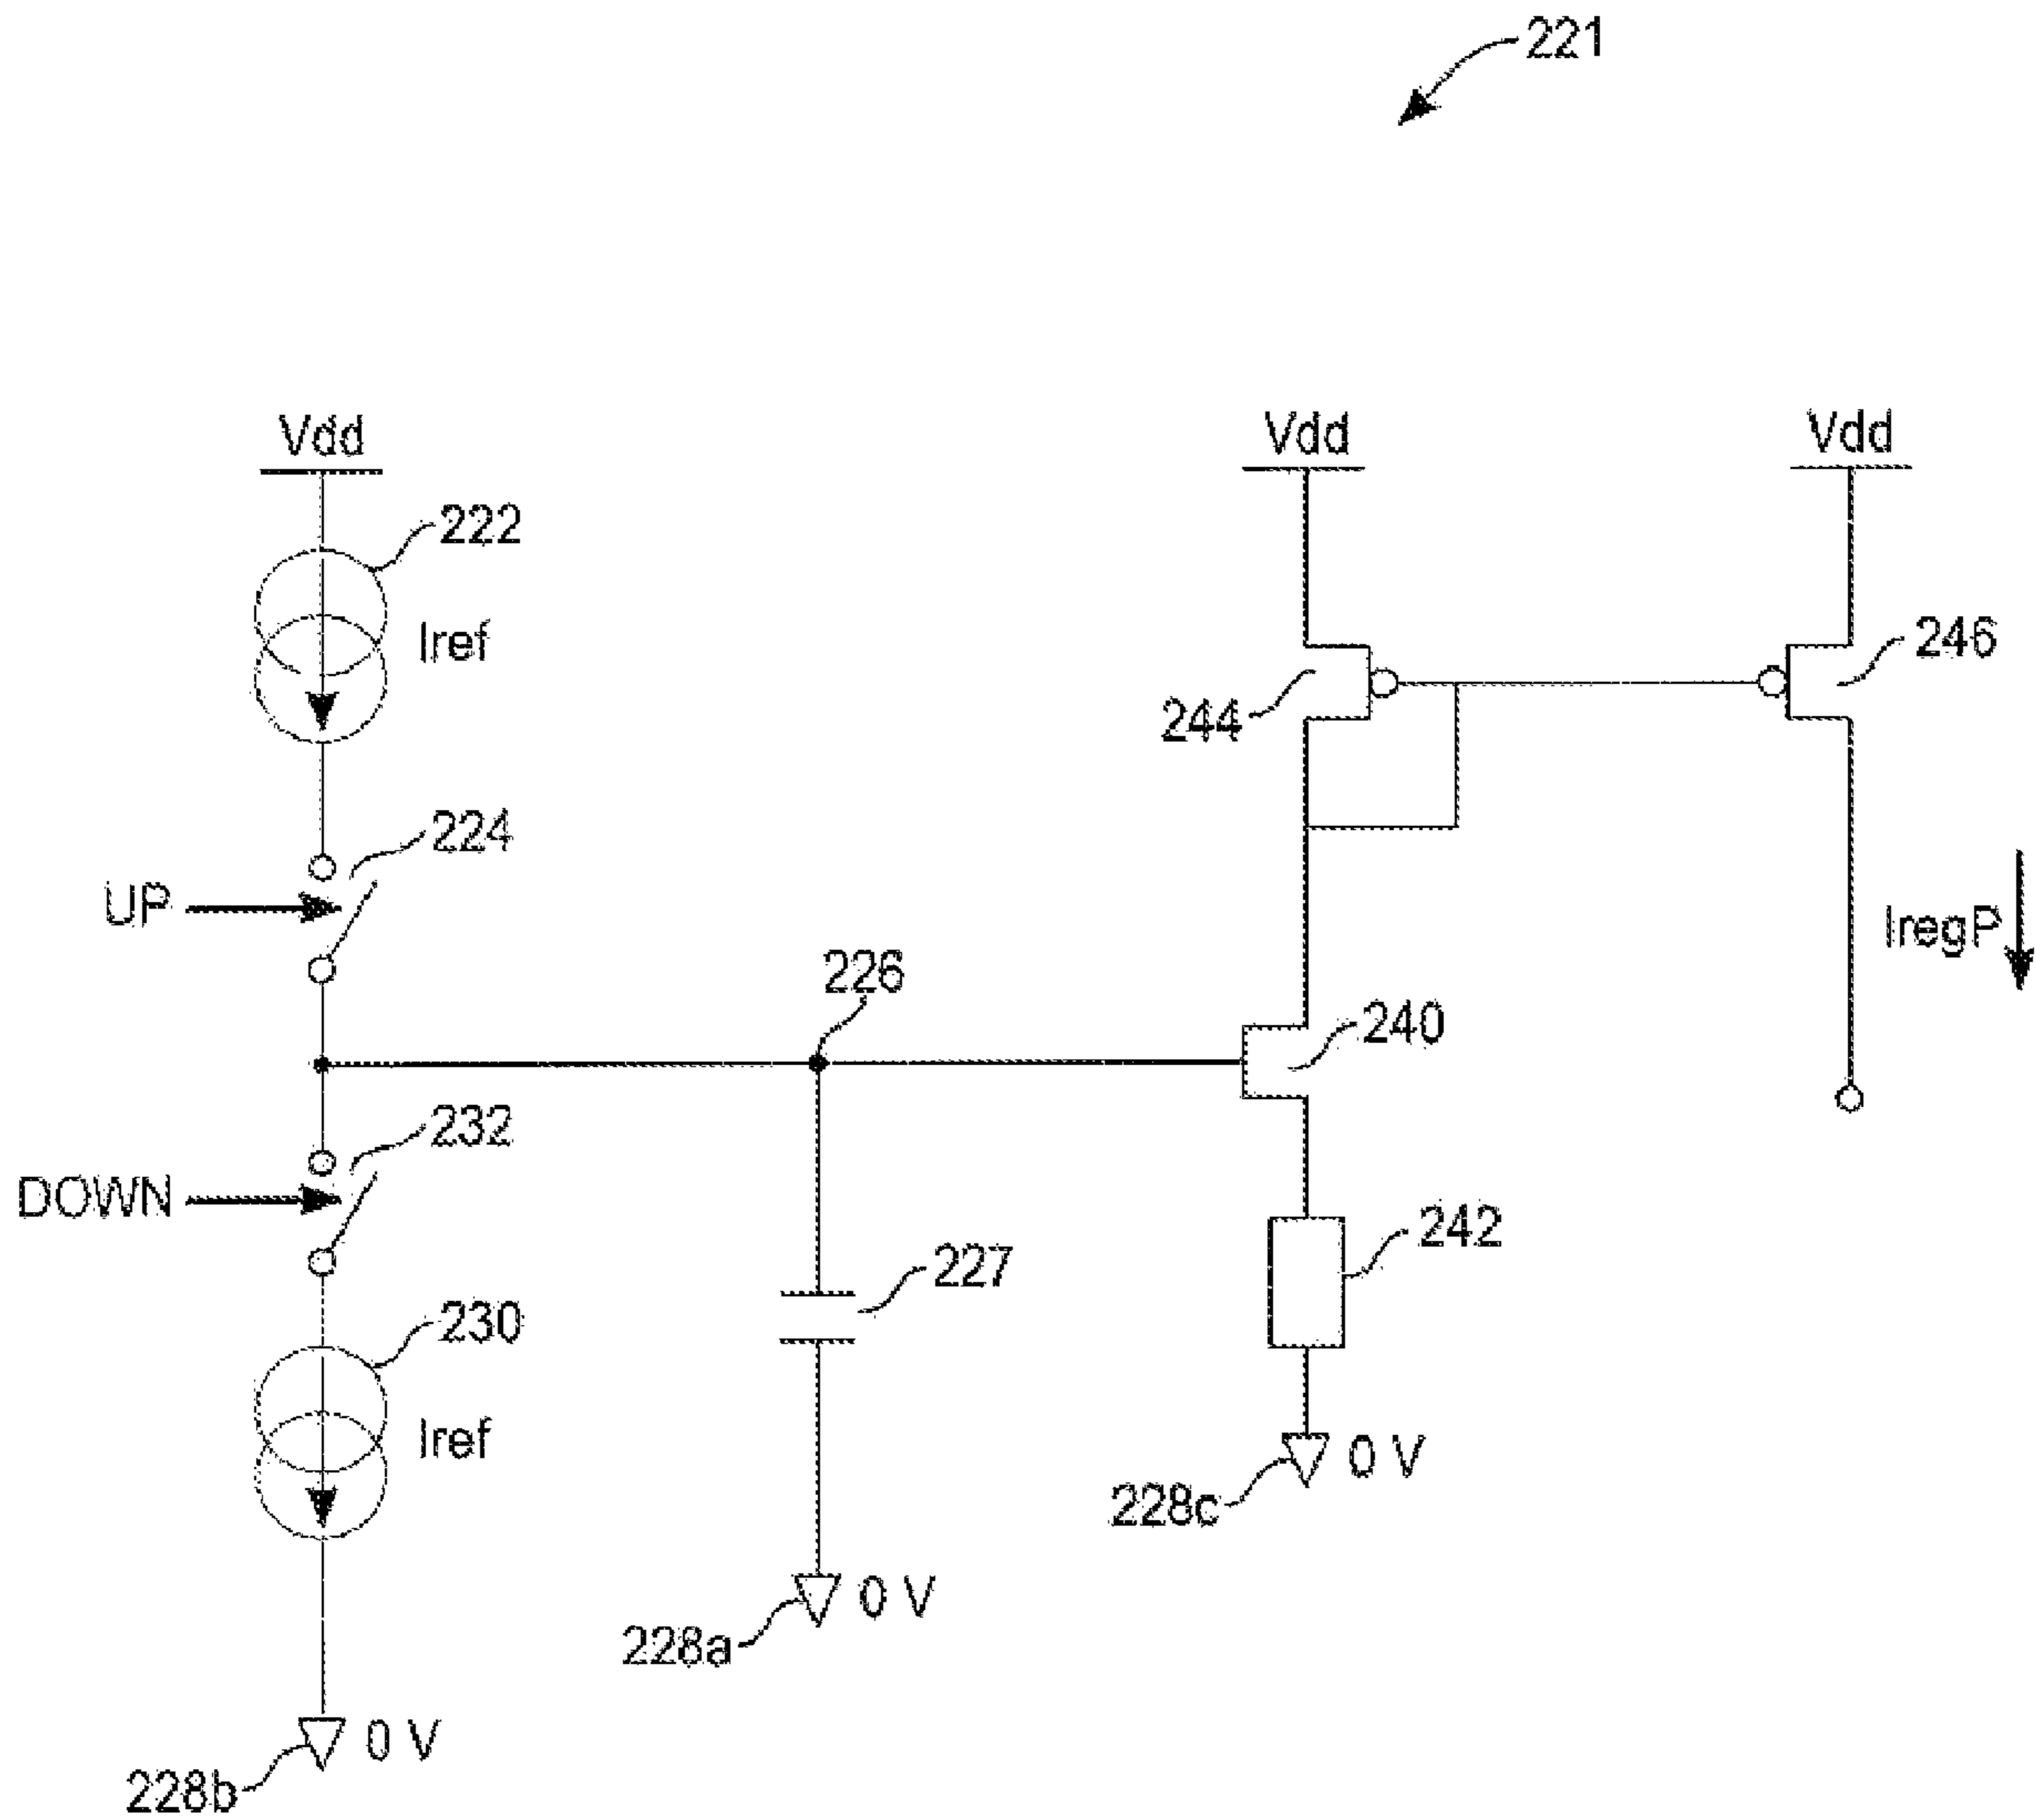 221
Vdd
Vdd
Vdd
222
Iref
246
244
224
UP
IregP
226
240
232
DOWN
242
227
230
Iref
0 V
228c
0 V
228a
0 V
228b